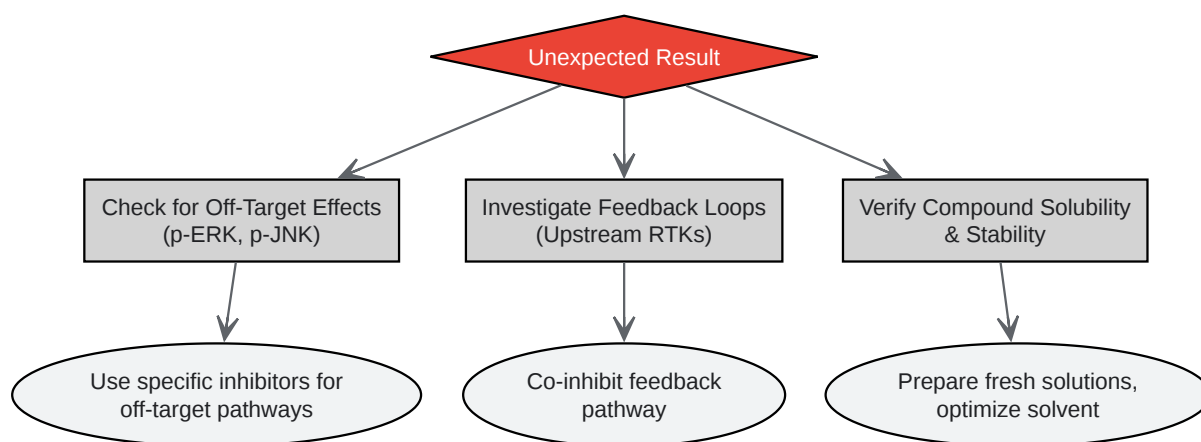 Unexpected Result
Check for Off-Target Effects
(p-ERK, p-JNK)
Investigate Feedback Loops
(Upstream RTKs)
Verify Compound Solubility
& Stability
Use specific inhibitors for
off-target pathways
Co-inhibit feedback
pathway
Prepare fresh solutions,
optimize solvent